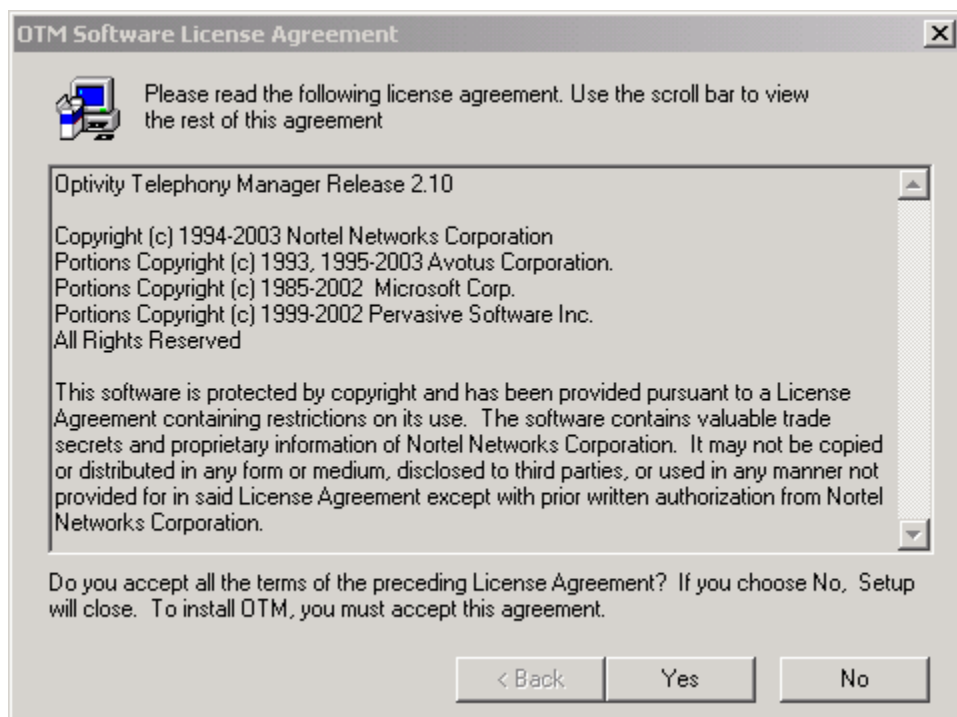 OTM Software License Agreement
Please read the following license agreement. Use the scroll bar to view
the rest of this agreement
Optivity Telephony Manager Release 2.10
Copyright (c) 1994-2003 Nortel Networks Corporation
Portions Copyright (c) 1993, 1995-2003 Avotus Corporation.
Portions Copyright (c) 1985-2002  Microsoft Corp.
Portions Copyright (c) 1999-2002 Pervasive Software Inc.
All Rights Reserved
This software is protected by copyright and has been provided pursuant to a License
Agreement containing restrictions on its use.  The software contains valuable trade
secrets and proprietary information of Nortel Networks Corporation.  It may not be copied
or distributed in any form or medium, disclosed to third parties, or used in any manner not
provided for in said License Agreement except with prior written authorization from Nortel
Networks Corporation.
Do you accept all the terms of the preceding License Agreement?  If you choose No,  Setup
will close.  To install OTM, you must accept this agreement.
< Back
Yes
No